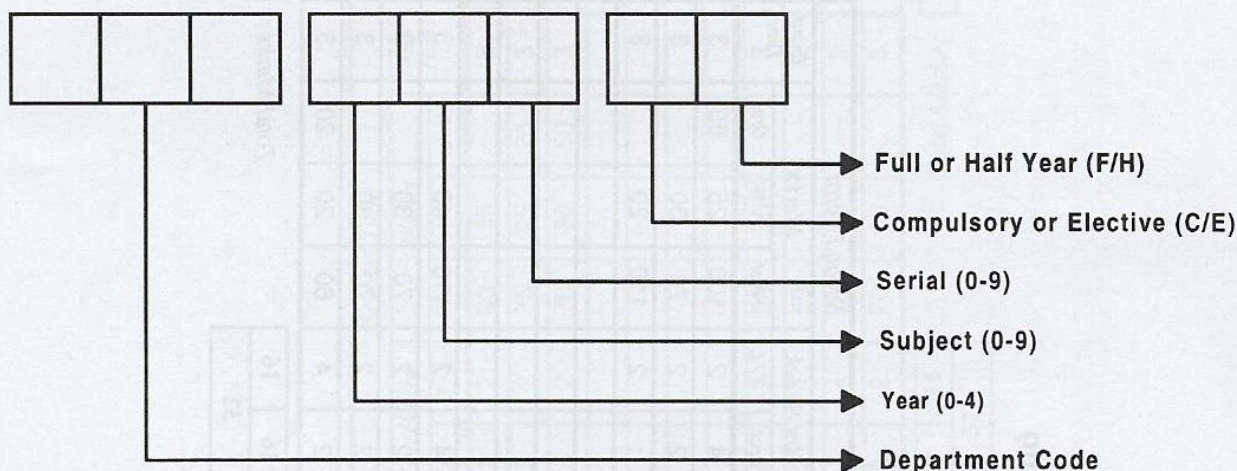 Full or Half Year (F/H)
Compulsory or Elective (C/E)
Serial (0-9)
Subject (0-9)
Year (0-4)
Department Code